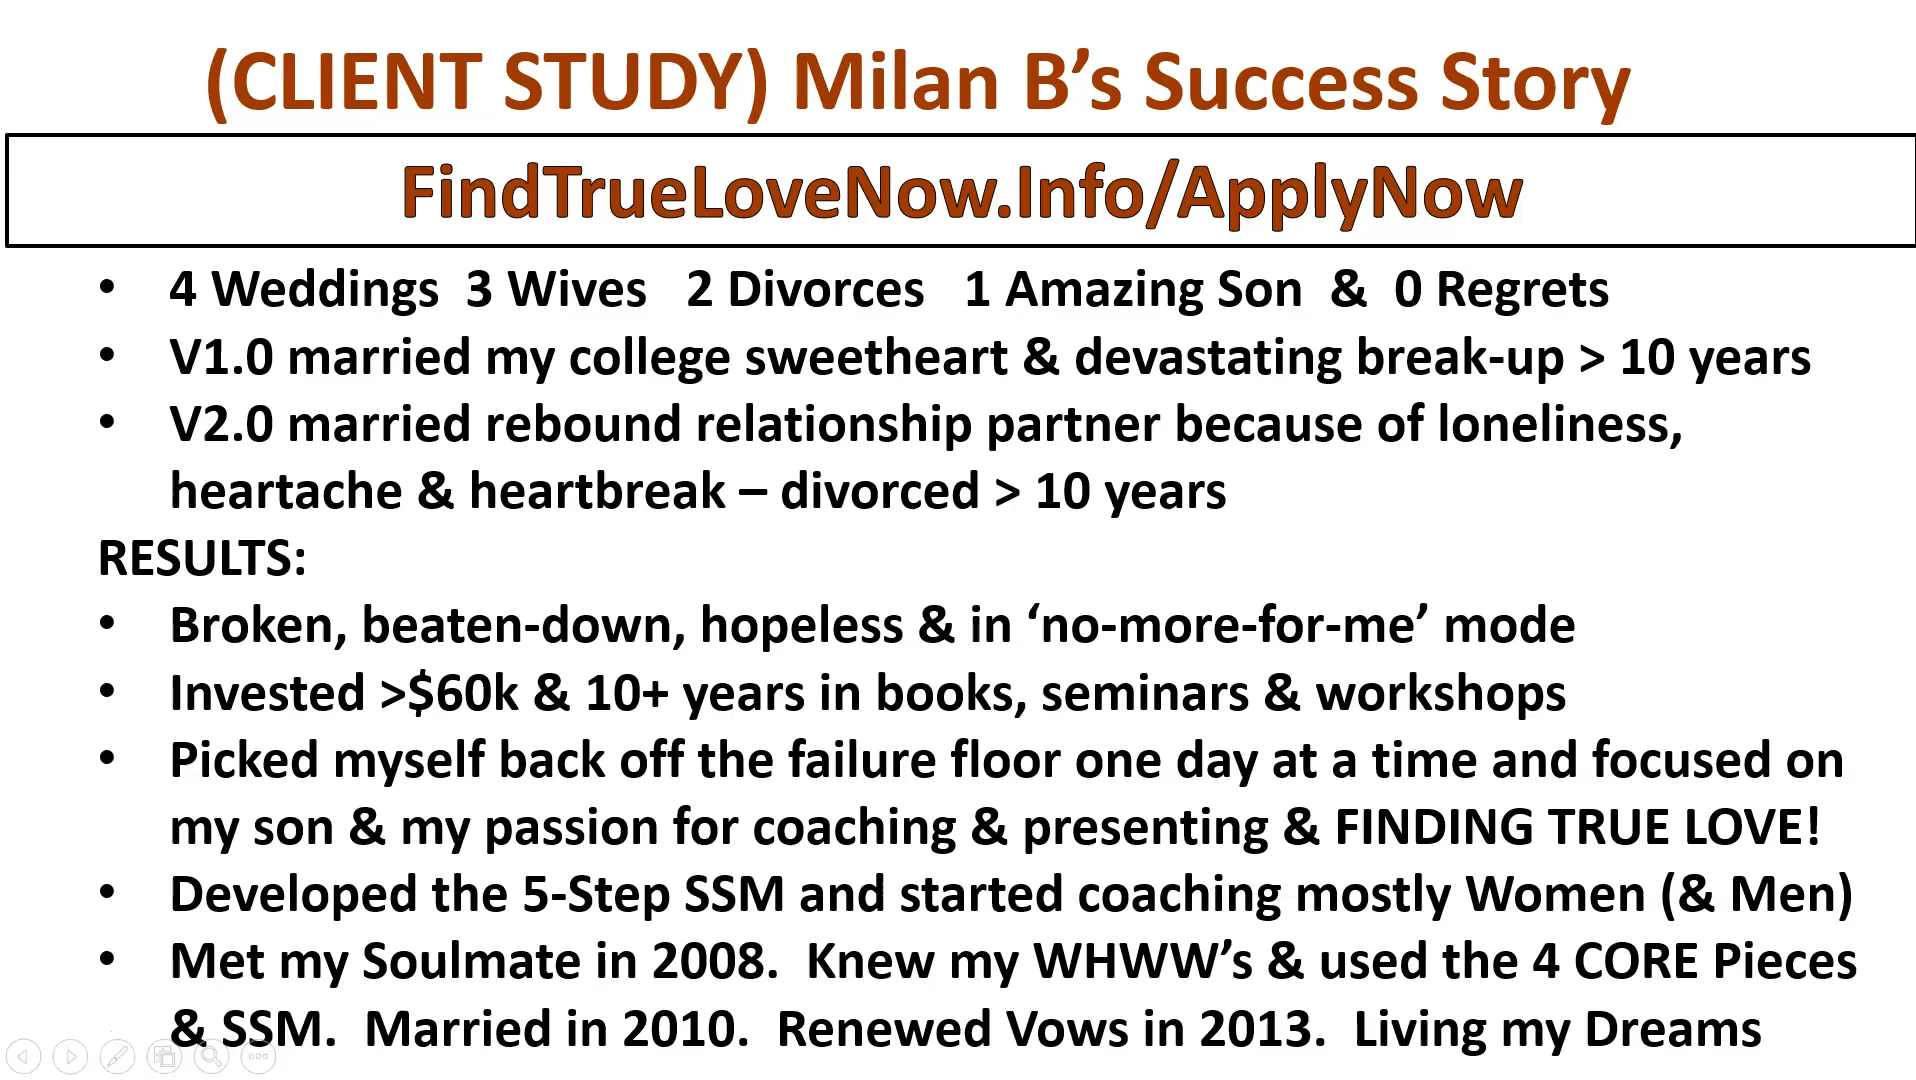 (CLIENT STUDY) Milan B’s Success Story
FindTrueLoveNow.Info/ApplyNow
• 4 Weddings 3 Wives 2 Divorces 1 Amazing Son & 0 Regrets
• V1.0 married my college sweetheart & devastating break-up > 10 years
• V2.0 married rebound relationship partner because of loneliness,
heartache & heartbreak – divorced > 10 years
RESULTS:
• Broken, beaten-down, hopeless & in ‘no-more-for-me’ mode
• Invested >$60k & 10+ years in books, seminars & workshops
• Picked myself back off the failure floor one day at a time and focused on
my son & my passion for coaching & presenting & FINDING TRUE LOVE!
• Developed the 5-Step SSM and started coaching mostly Women (& Men)
• Met my Soulmate in 2008. Knew my WHWW’s & used the 4 CORE Pieces
& SSM. Married in 2010. Renewed Vows in 2013. Living my Dreams